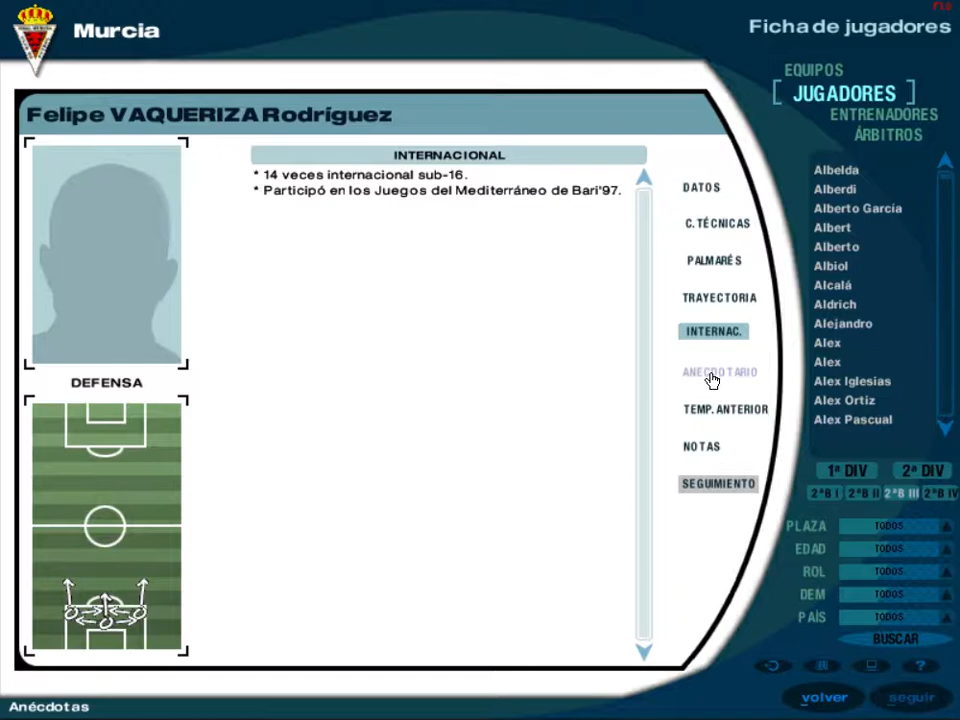 F10
Murcia
Ficha de jugadores
EQUIPOS
[ JUGADORES ]
ENTRENADORES
ÁRBITROS
Felipe VAQUERIZA Rodríguez
INTERNACIONAL
* 14 veces internacional sub-16.
* Participó en los Juegos del Mediterráneo de Bari'97.
DEFENSA
DATOS
C.TÉCNICAS
PALMARÉS
TRAYECTORIA
INTERNAC.
ANECDOTARIO
TEMP. ANTERIOR
NOTAS
SEGUIMIENTO
Albelda
Alberdi
Alberto García
Albert
Alberto
Albiol
Alcalá
Aldrich
Alejandro
Alex
Alex
Alex Iglesias
Alex Ortiz
Alex Pascual
1ª DIV 2ª DIV
2ªB I 2ªB II 2ªB III 2ªB IV
PLAZA TODOS
EDAD TODOS
ROL TODOS
DEM TODOS
PAÍS TODOS
BUSCAR
?
volver seguir
Anécdotas